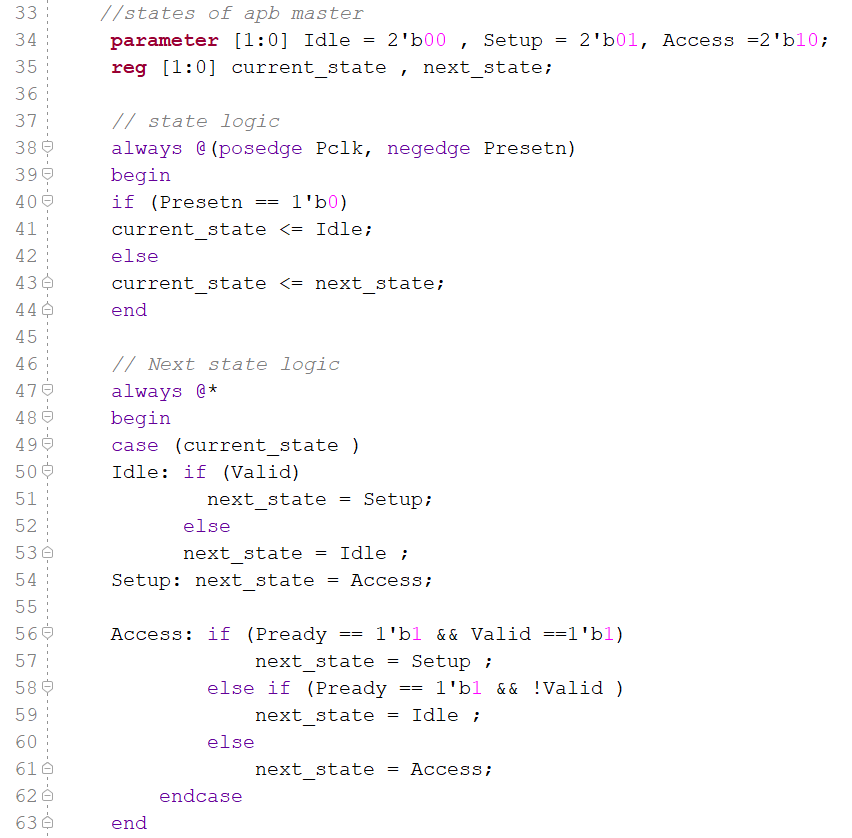 33 //states of apb master
34 parameter [1:0] Idle = 2'b00 , Setup = 2'b01, Access =2'b10;
35 reg [1:0] current_state , next_state;
36
37 // state logic
38 always @(posedge Pclk, negedge Presetn)
39 begin
40 if (Presetn == 1'b0)
41 current_state <= Idle;
42 else
43 current_state <= next_state;
44 end
45
46 // Next state logic
47 always @*
48 begin
49 case (current_state )
50 Idle: if (Valid)
51 next_state = Setup;
52 else
53 next_state = Idle ;
54 Setup: next_state = Access;
55
56 Access: if (Pready == 1'b1 && Valid ==1'b1)
57 next_state = Setup ;
58 else if (Pready == 1'b1 && !Valid )
59 next_state = Idle ;
60 else
61 next_state = Access;
62 endcase
63 end